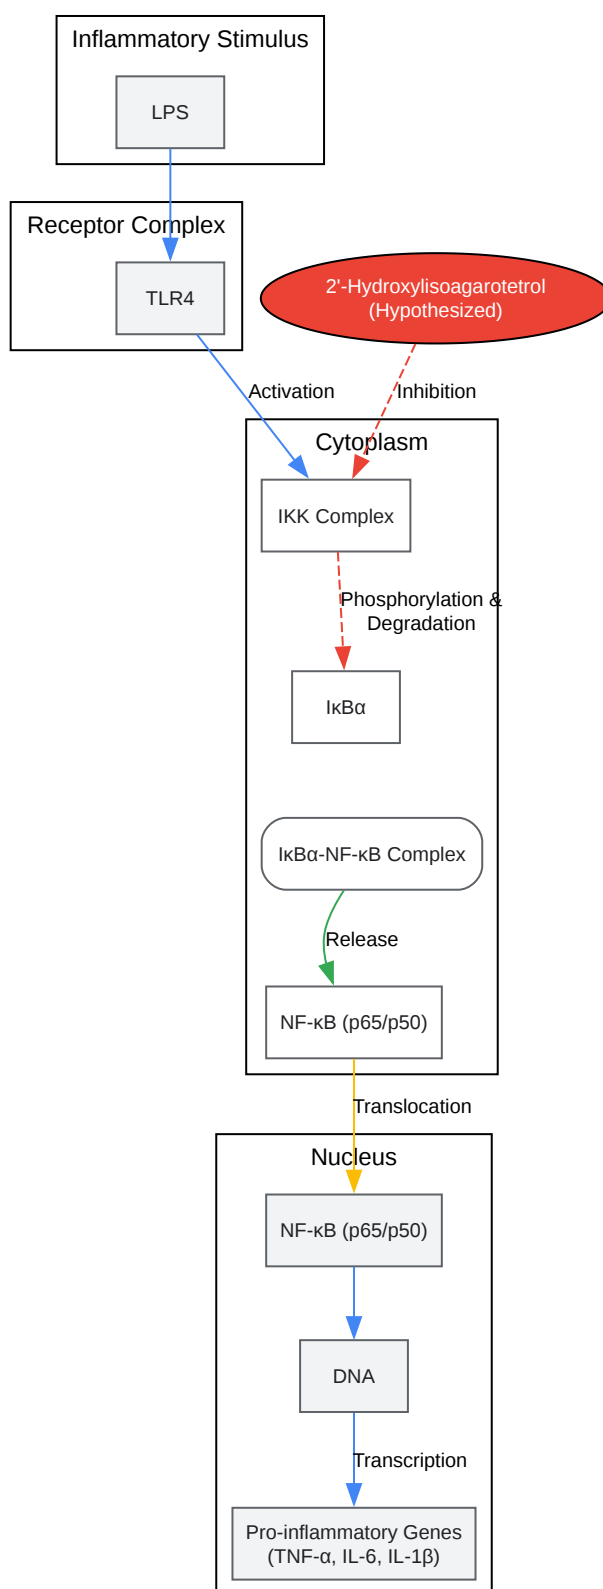 Inflammatory Stimulus
LPS
Receptor Complex
TLR4
2'-Hydroxylisoagarotetrol
(Hypothesized)
Activation
Inhibition
Cytoplasm
IKK Complex
Phosphorylation &
Degradation
IκBα
IκBα-NF-κB Complex
Release
NF-κB (p65/p50)
Translocation
Nucleus
NF-κB (p65/p50)
DNA
Transcription
Pro-inflammatory Genes
(TNF-α, IL-6, IL-1β)